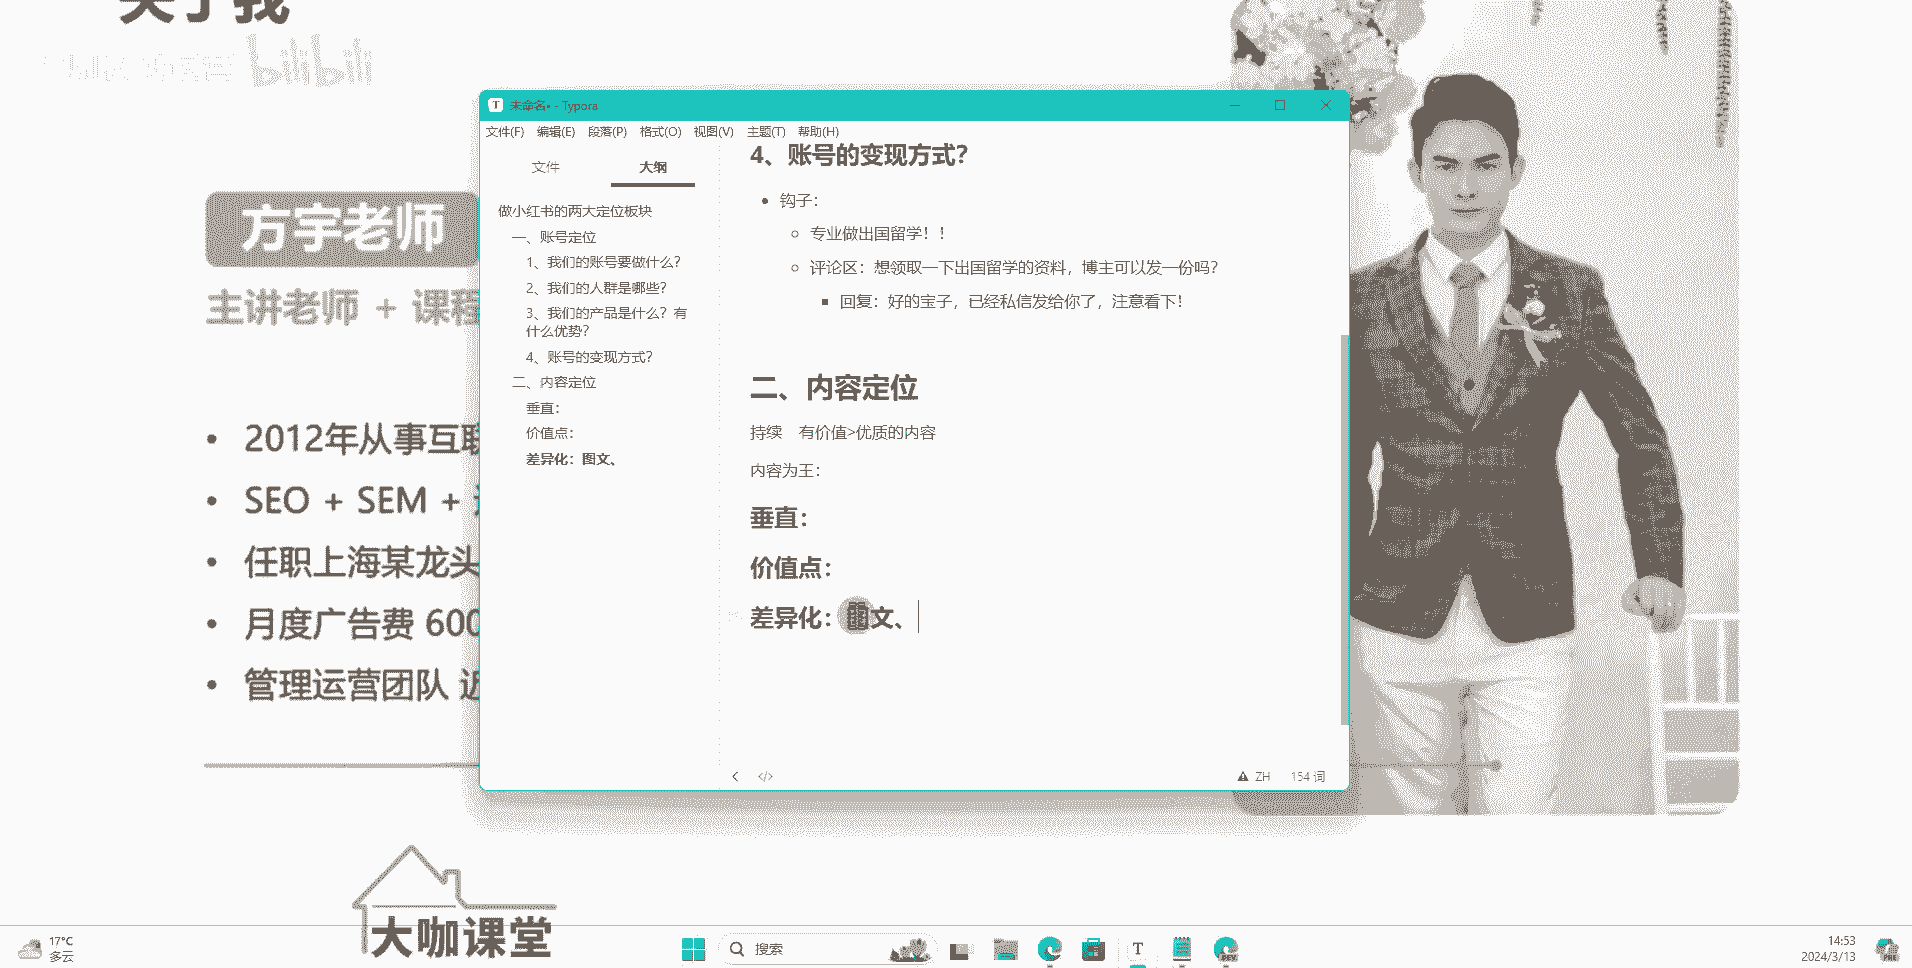 关于我
bilibili
方宇老师
主讲老师 + 课程
2012年从事互联
SEO + SEM +
任职上海某龙头
月度广告费 600
管理运营团队 近
大咖课堂
未命名• - Typora
文件(F) 编辑(E) 段落(P) 格式(O) 视图(V) 主题(T) 帮助(H)
文件 大纲
做小红书的两大定位板块
一、账号定位
1、我们的账号要做什么？
2、我们的人群是哪些？
3、我们的产品是什么？有
什么优势？
4、账号的变现方式？
二、内容定位
垂直：
价值点：
差异化：图文、
4、账号的变现方式？
钩子：
专业做出国留学！！
评论区：想领取一下出国留学的资料，博主可以发一份吗？
回复：好的宝子，已经私信发给你了，注意看下！
二、内容定位
持续 有价值>优质的内容
内容为王：
垂直：
价值点：
差异化：图文、
ZH 154 词
17°C
多云
搜索
14:53
2024/3/13